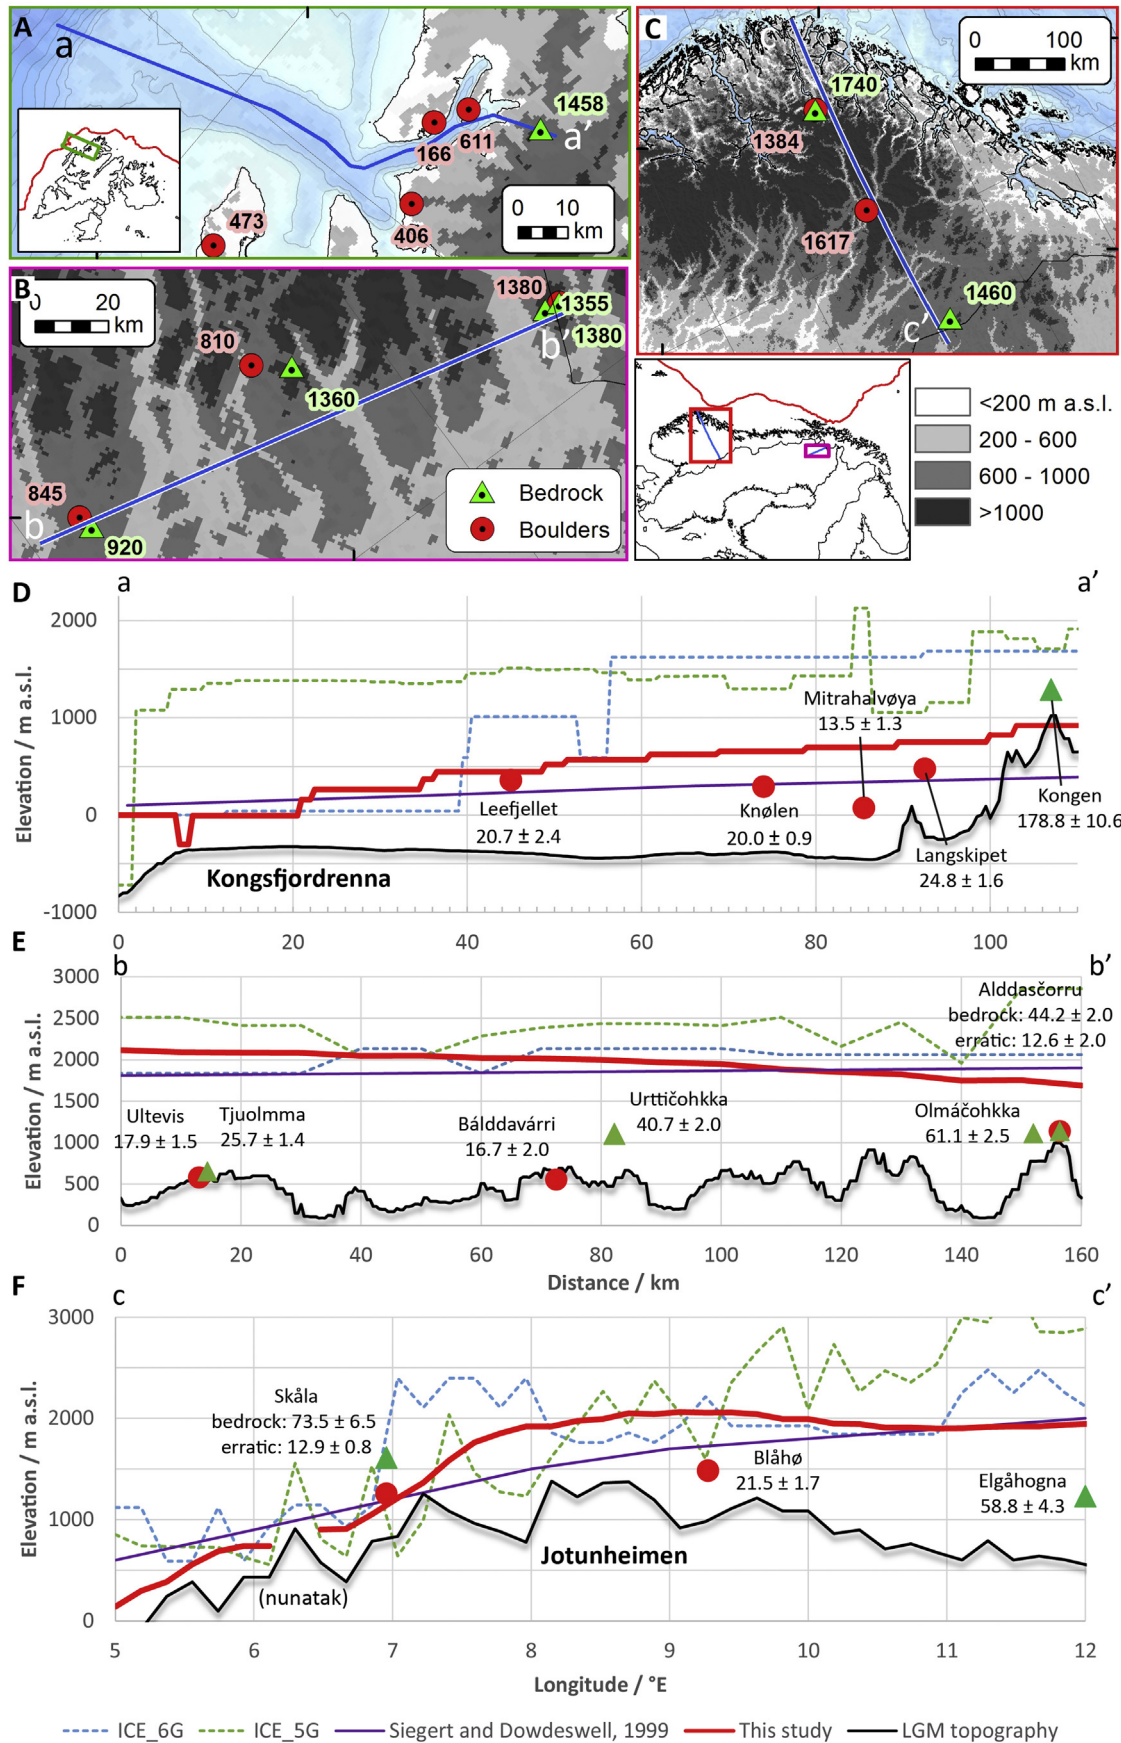 A
a
1458
a’
166
611
406
473
0 10
km
B
0 20
km
1380
1355
1380
b’
810
1360
845
b
920
Bedrock
Boulders
C
c
0 100
km
1740
1384
1617
1460
c’
<200 m a.s.l.
200 - 600
600 - 1000
>1000
D
a
a’
Elevation / m a.s.l.
2000
1000
0
-1000
Mitrahalvøya
13.5 ± 1.3
Leefjellet
20.7 ± 2.4
Knølen
20.0 ± 0.9
Kongen
178.8 ± 10.6
Langskipet
24.8 ± 1.6
Kongsfjordrenna
0 20 40 60 80 100
E
b
b’
Elevation / m a.s.l.
3000
2500
2000
1500
1000
500
0
Alddasčorru
bedrock: 44.2 ± 2.0
erratic: 12.6 ± 2.0
Ultevis
17.9 ± 1.5
Tjuolmma
25.7 ± 1.4
Bálddavárri
16.7 ± 2.0
Urttičohkka
40.7 ± 2.0
Olmáčohkka
61.1 ± 2.5
0 20 40 60 80 100 120 140 160
Distance / km
F
c
c’
Elevation / m a.s.l.
3000
2000
1000
0
Skåla
bedrock: 73.5 ± 6.5
erratic: 12.9 ± 0.8
Blåhø
21.5 ± 1.7
Elgåhogna
58.8 ± 4.3
Jotunheimen
(nunatak)
5 6 7 8 9 10 11 12
Longitude / °E
ICE_6G ICE_5G Siegert and Dowdeswell, 1999 This study LGM topography